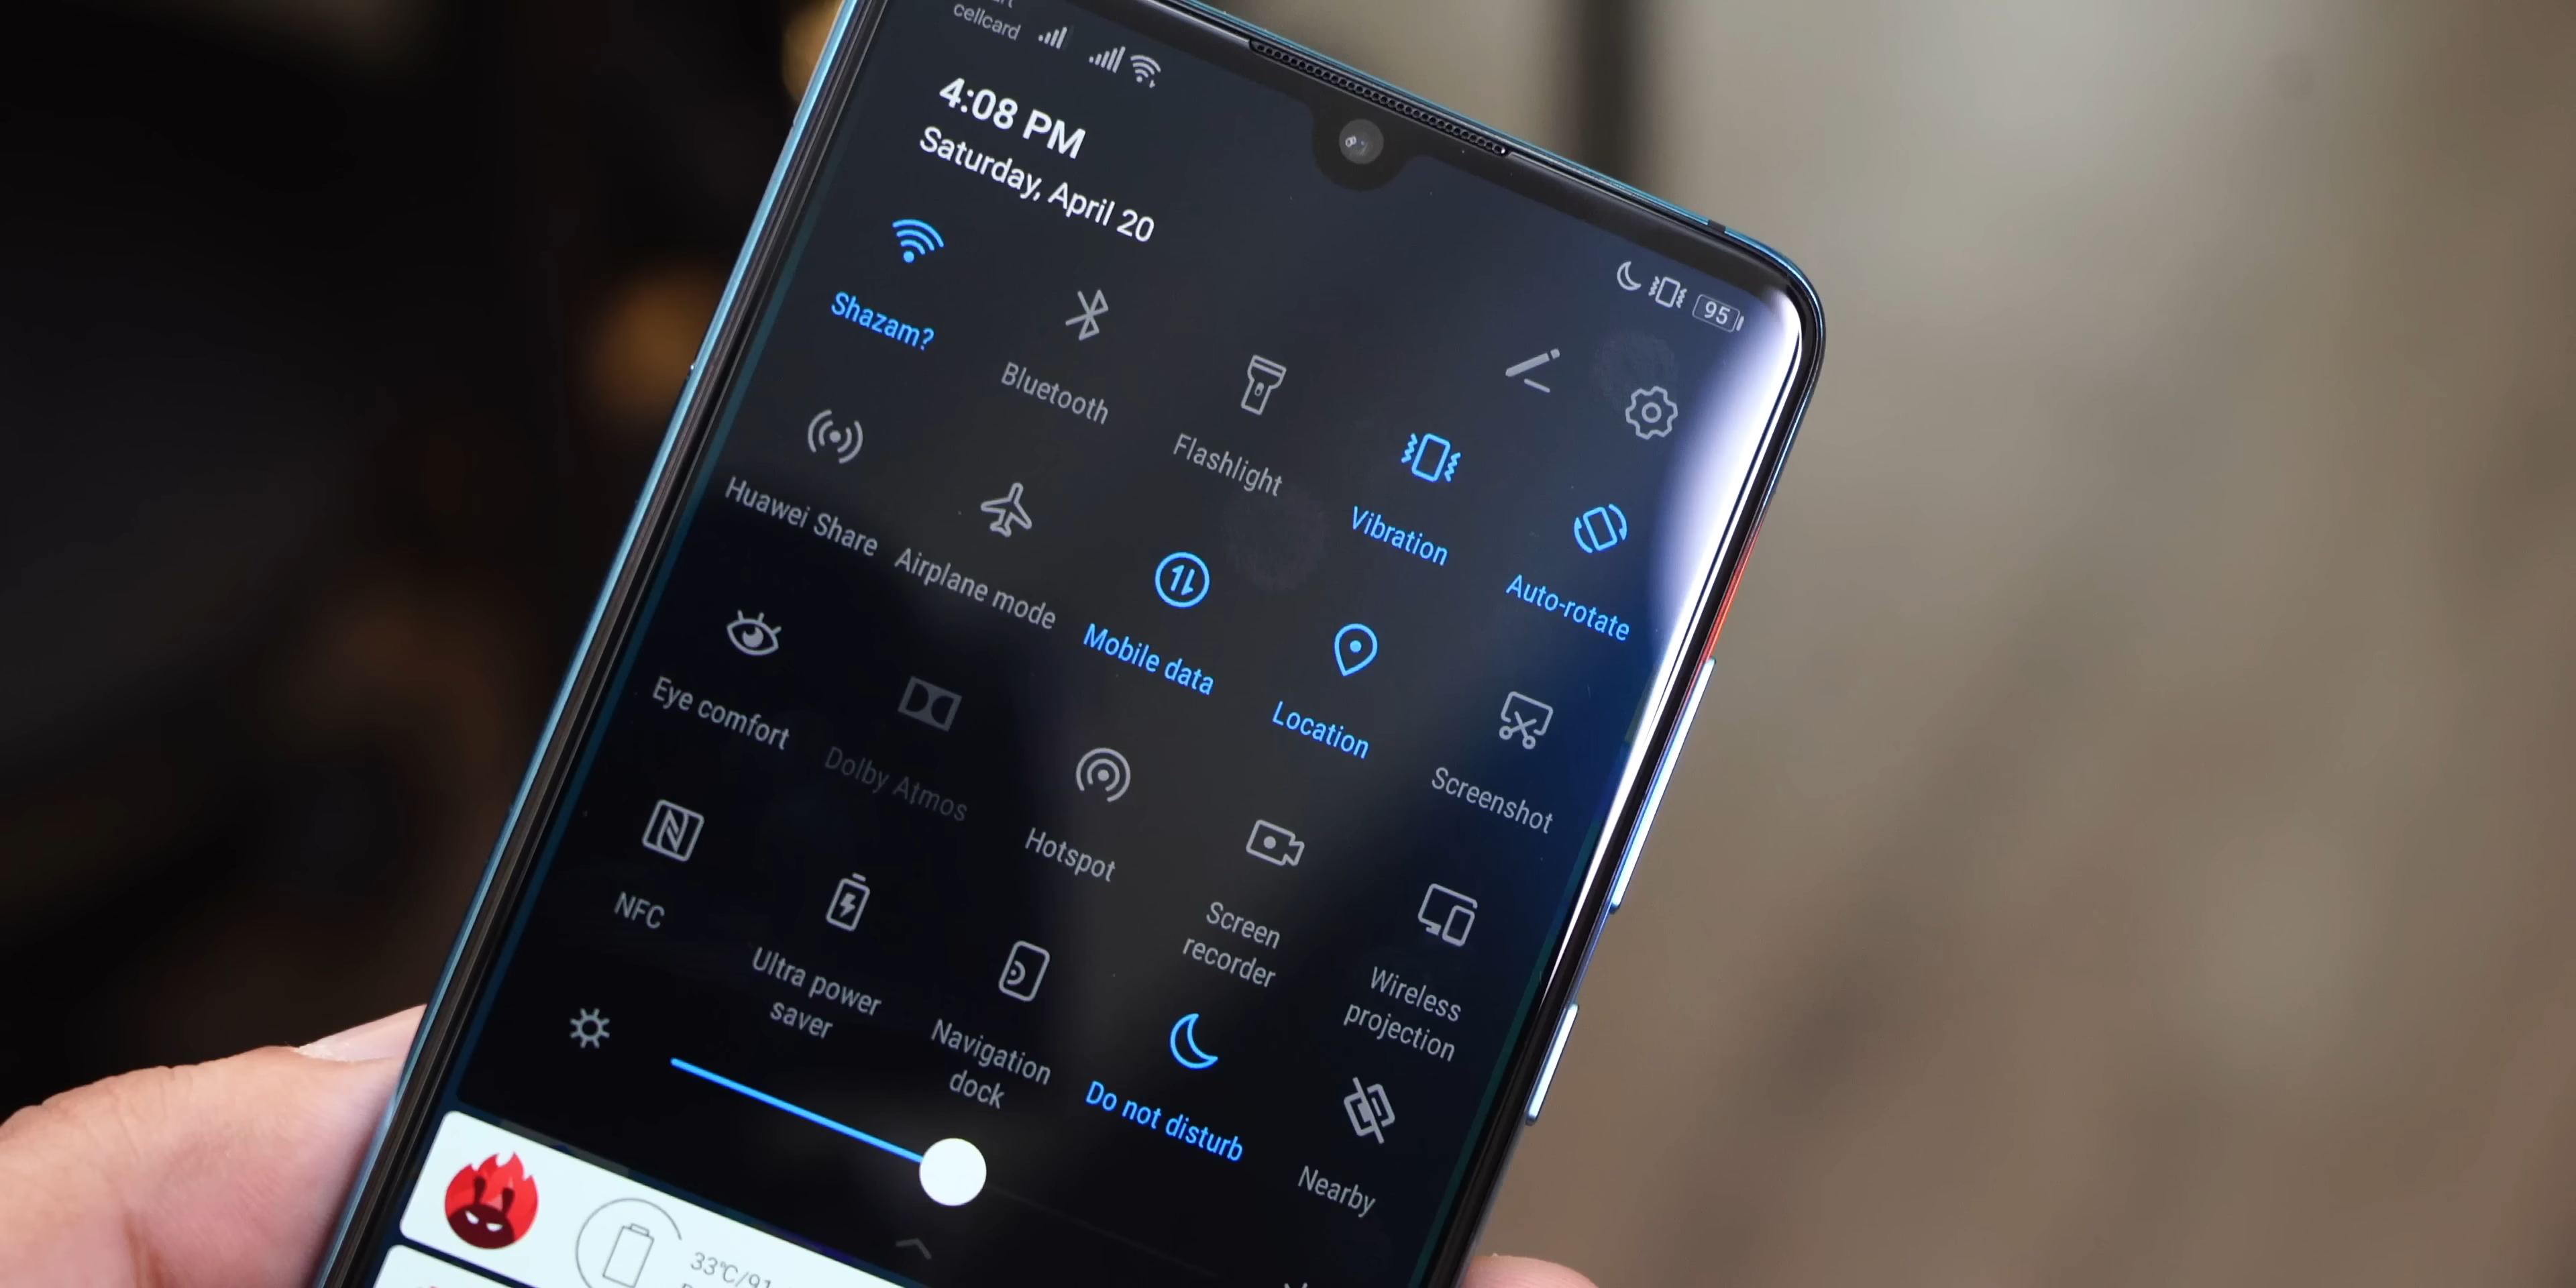 cellcard
4:08 PM
Saturday, April 20
95
Shazam?
Bluetooth
Flashlight
Vibration
Auto-rotate
Huawei Share
Airplane mode
Mobile data
Location
Screenshot
Eye comfort
Dolby Atmos
Hotspot
Screen
recorder
Wireless
projection
NFC
Ultra power
saver
Navigation
dock
Do not disturb
Nearby
33℃/91